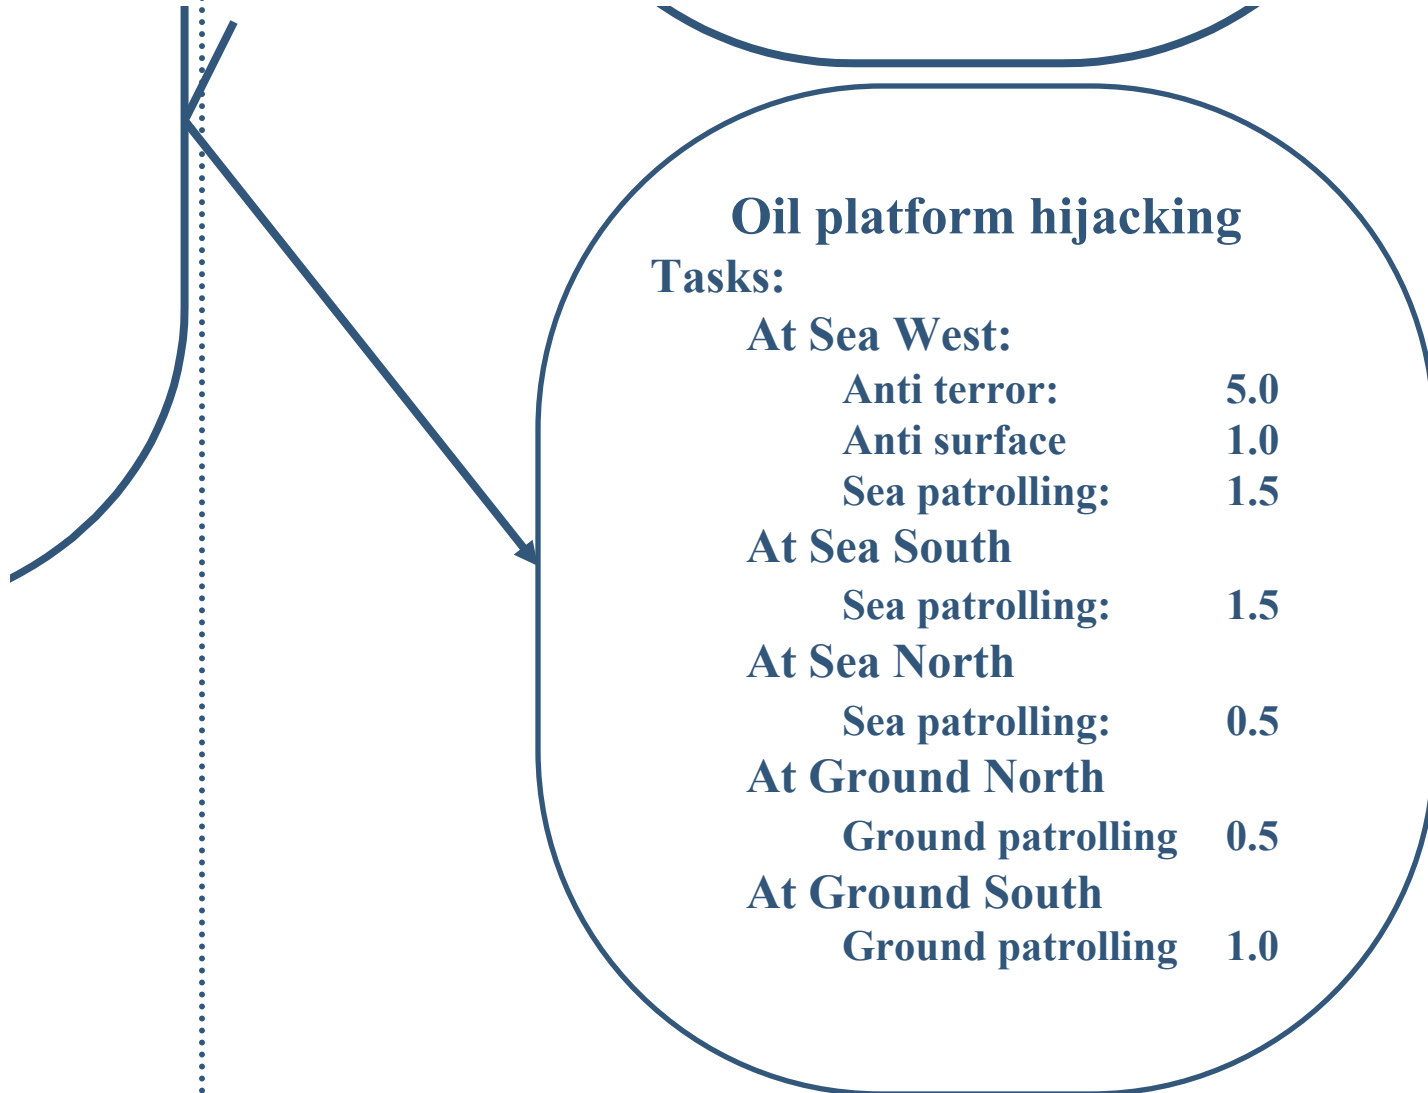 Oil platform hijacking
Tasks:
At Sea West:
Anti terror: 5.0
Anti surface 1.0
Sea patrolling: 1.5
At Sea South
Sea patrolling: 1.5
At Sea North
Sea patrolling: 0.5
At Ground North
Ground patrolling 0.5
At Ground South
Ground patrolling 1.0